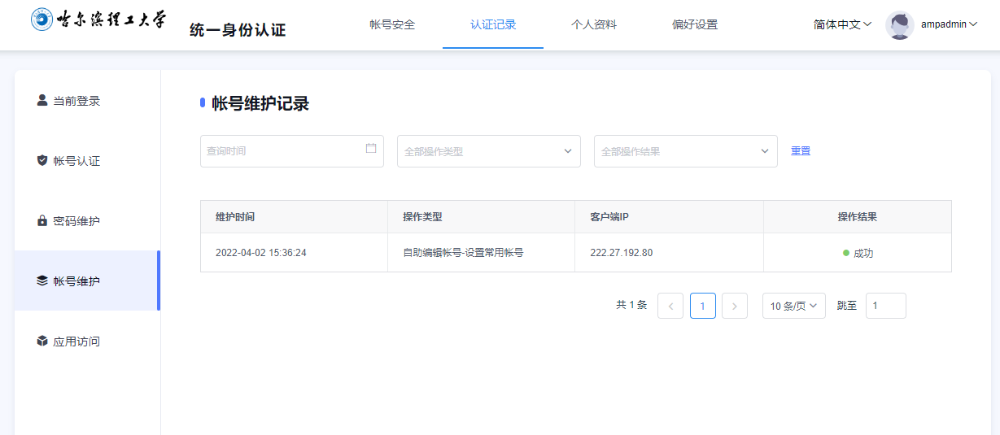 哈尔滨理工大学
统一身份认证
帐号安全
认证记录
个人资料
偏好设置
简体中文
ampadmin
当前登录
帐号认证
密码维护
帐号维护
应用访问
帐号维护记录
查询时间
全部操作类型
全部操作结果
重置
维护时间 操作类型 客户端IP 操作结果
2022-04-02 15:36:24 自助编辑帐号-设置常用帐号 222.27.192.80 成功
共 1 条 1 10 条/页 跳至 1